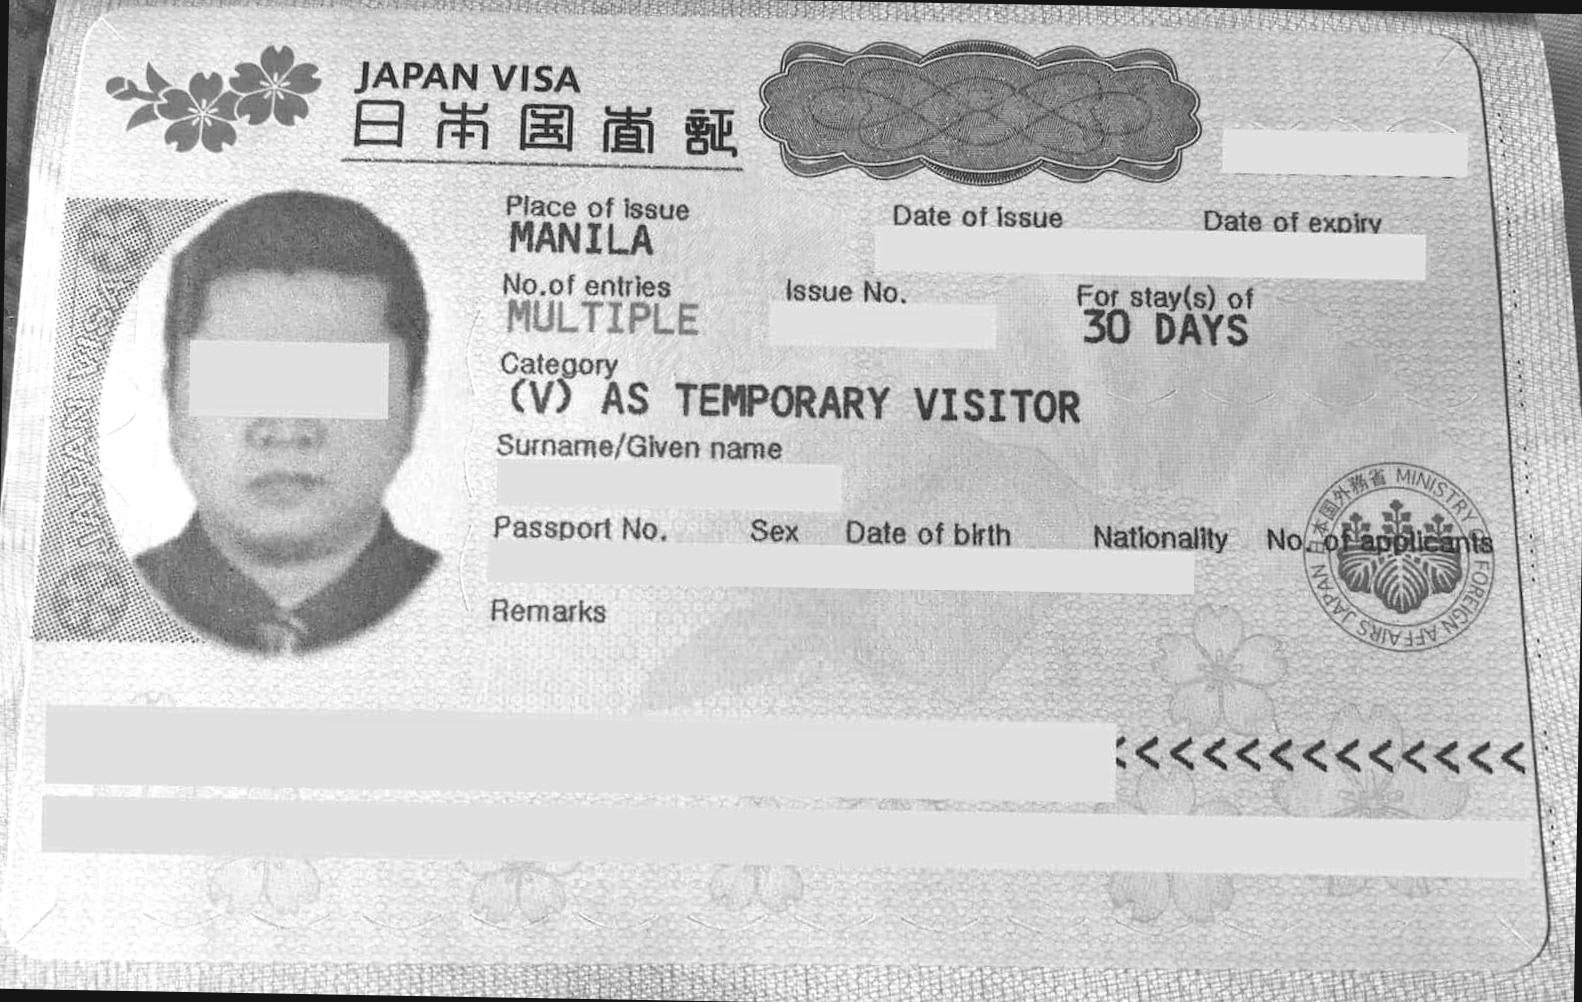 JAPAN VISA
日本国査証
Place of issue Date of issue Date of expiry
MANILA
No.of entries Issue No. For stay(s) of
MULTIPLE 30 DAYS
Category
(V) AS TEMPORARY VISITOR
Surname/Given name
Passport No. Sex Date of birth Nationality No. of applicants
Remarks
日本国外務省 MINISTRY OF FOREIGN AFFAIRS JAPAN
<<<<<<<<<<<<<